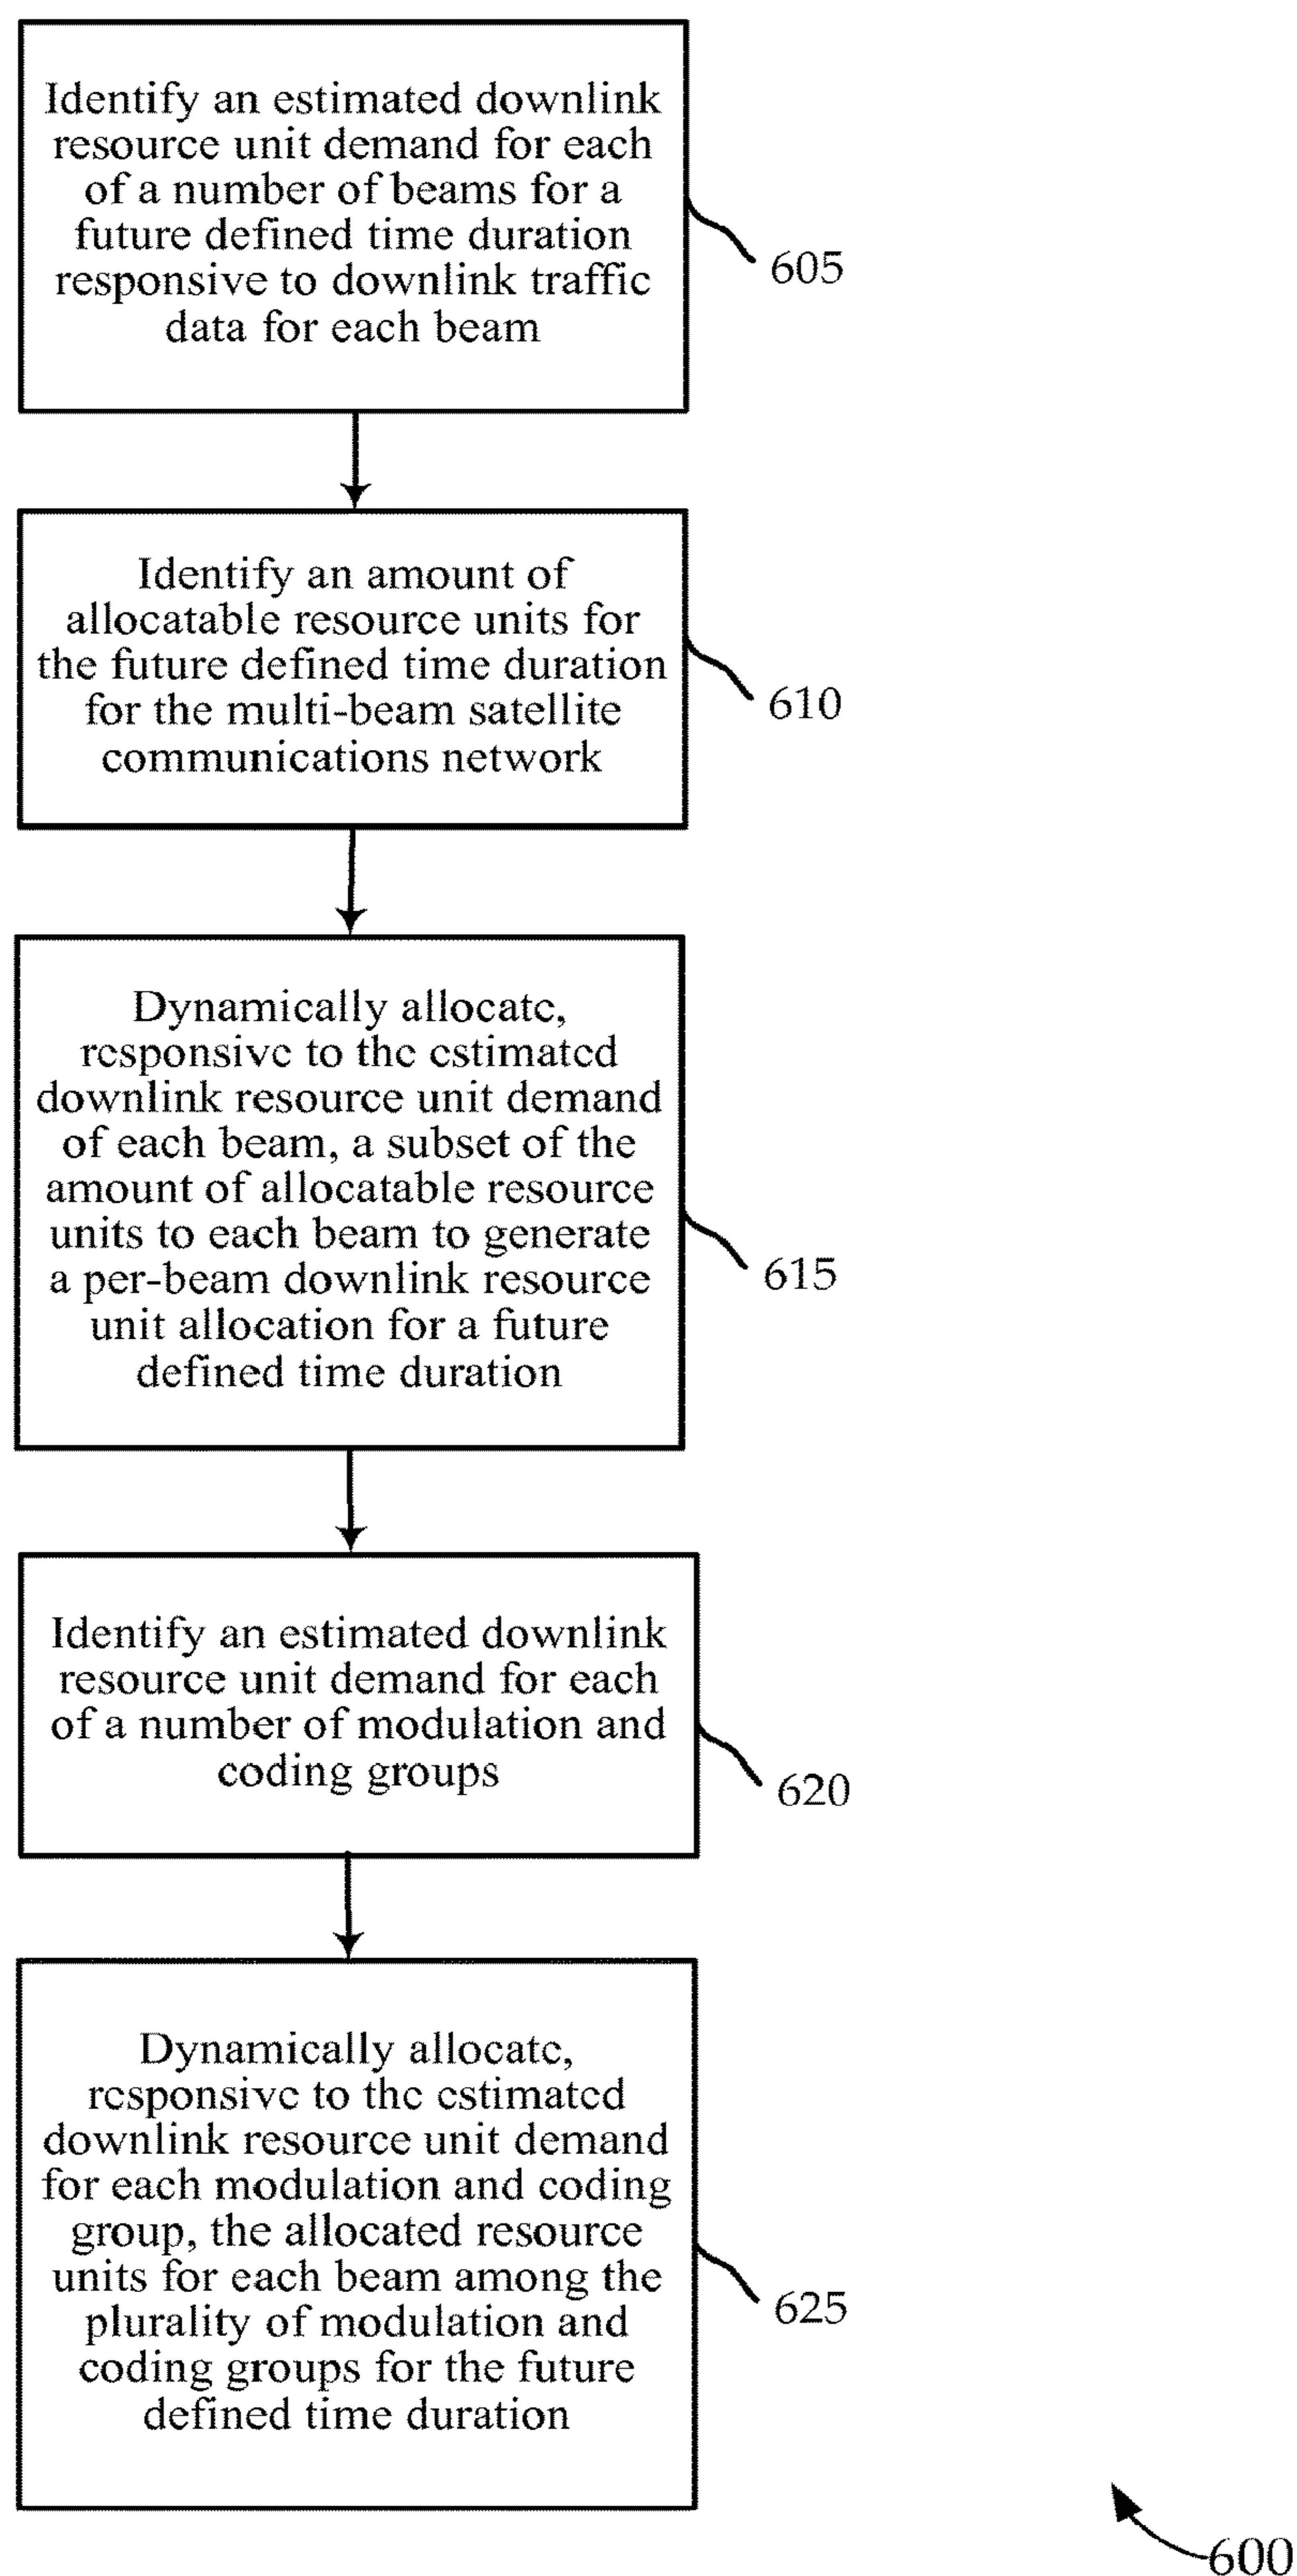 Identify an estimated downlink
resource unit demand for each
of a number of beams for a
future defined time duration
responsive to downlink traffic
data for each beam
605
Identify an amount of
allocatable resource units for
the future defined time duration
for the multi-beam satellite
communications network
610
Dynamically allocate,
responsive to the estimated
downlink resource unit demand
of each beam, a subset of the
amount of allocatable resource
units to each beam to generate
a per-beam downlink resource
unit allocation for a future
defined time duration
615
Identify an estimated downlink
resource unit demand for each
of a number of modulation and
coding groups
620
Dynamically allocate,
responsive to the estimated
downlink resource unit demand
for each modulation and coding
group, the allocated resource
units for each beam among the
plurality of modulation and
coding groups for the future
defined time duration
625
600